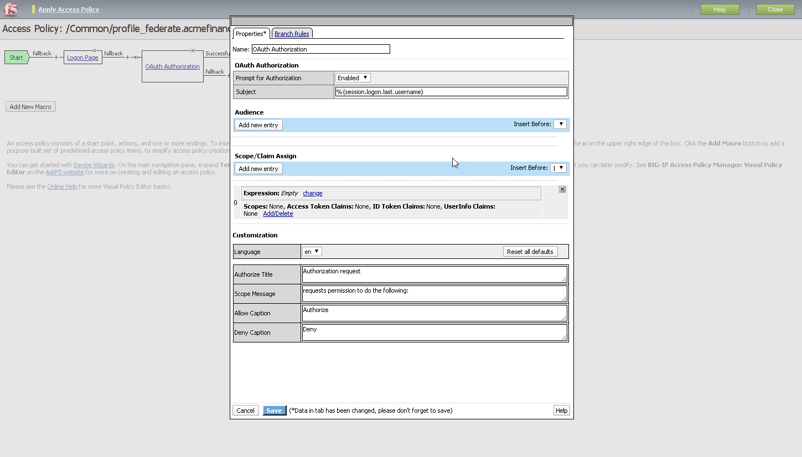 Apply Access Policy
Help
Close
Access Policy: /Common/profile_federate.acmefinanc
Start
fallback
Logon Page
fallback
OAuth Authorization
Successfu
fallback
Add New Macro
An access policy consists of a start point, actions, and one or more endings. To inse
x on the upper right edge of the box. Click the Add Macro button to add a
purpose-built set of predefined access policy items, to simplify access policy creation
You can get started with Device Wizards. On the main navigation pane, expand
t you can later modify. See BIG-IP Access Policy Manager: Visual Policy
Editor on the AskF5 website for more on creating and editing an access policy.
Please see the Online Help for more Visual Policy Editor basics.
Properties*
Branch Rules
Name: OAuth Authorization
OAuth Authorization
Prompt for Authorization
Enabled
Subject
%{session.logon.last.username}
Audience
Add new entry
Insert Before:
Scope/Claim Assign
Add new entry
Insert Before: 1
0
Expression: Empty change
Scopes: None, Access Token Claims: None, ID Token Claims: None, UserInfo Claims:
None Add/Delete
Customization
Language
en
Reset all defaults
Authorize Title
Authorization request
Scope Message
requests permission to do the following:
Allow Caption
Authorize
Deny Caption
Deny
Cancel
Save
(*Data in tab has been changed, please don't forget to save)
Help